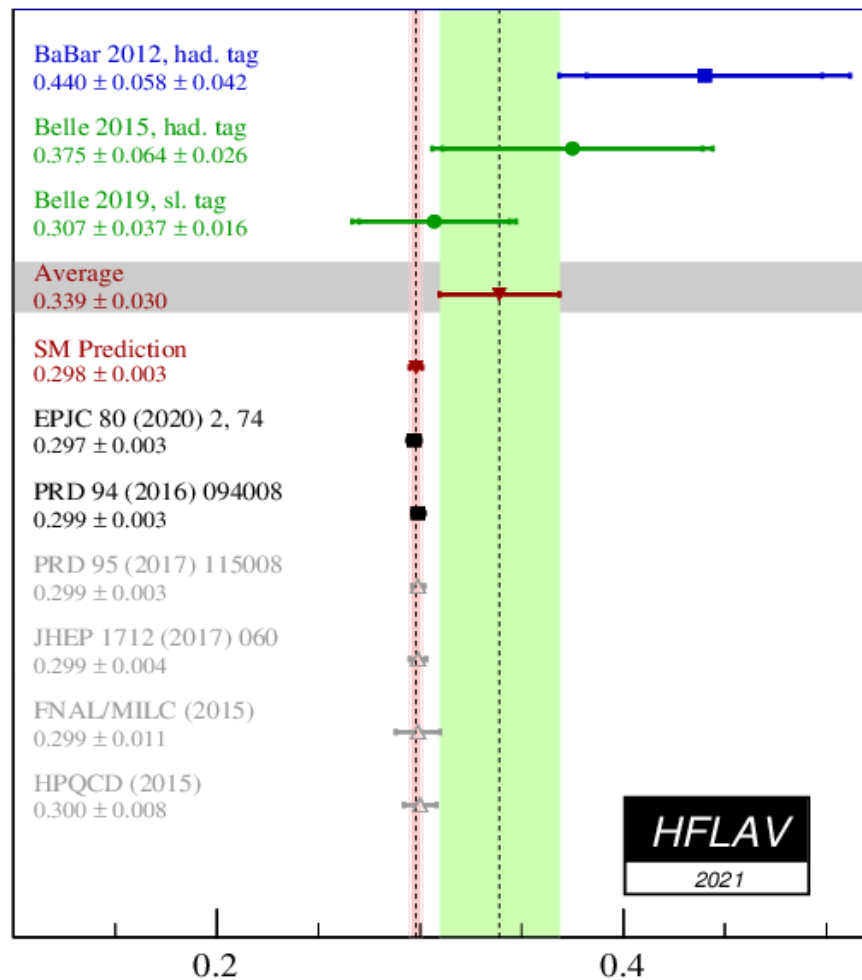 BaBar 2012, had. tag
0.440 ± 0.058 ± 0.042
Belle 2015, had. tag
0.375 ± 0.064 ± 0.026
Belle 2019, sl. tag
0.307 ± 0.037 ± 0.016
Average
0.339 ± 0.030
SM Prediction
0.298 ± 0.003
EPJC 80 (2020) 2, 74
0.297 ± 0.003
PRD 94 (2016) 094008
0.299 ± 0.003
PRD 95 (2017) 115008
0.299 ± 0.003
JHEP 1712 (2017) 060
0.299 ± 0.004
FNAL/MILC (2015)
0.299 ± 0.011
HPQCD (2015)
0.300 ± 0.008
HFLAV
2021
0.2 0.4